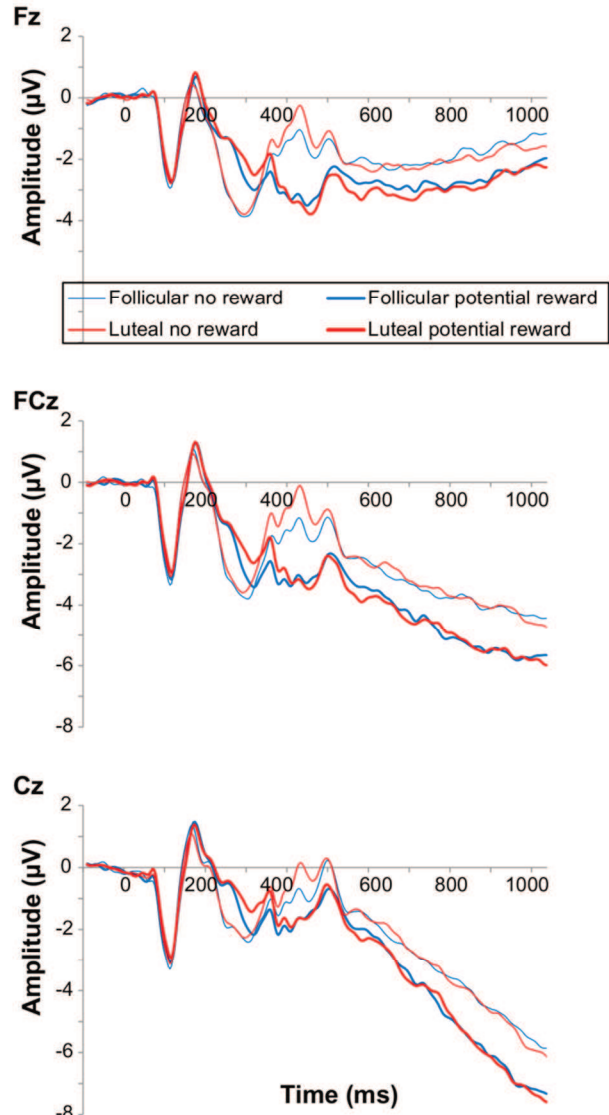 Fz
Amplitude (µV)
2
0
-2
-4
0 200 400 600 800 1000
Follicular no reward Follicular potential reward
Luteal no reward Luteal potential reward
FCz
Amplitude (µV)
2
0
-2
-4
-6
-8
0 200 400 600 800 1000
Cz
Amplitude (µV)
2
0
-2
-4
-6
-8
0 200 400 600 800 1000
Time (ms)